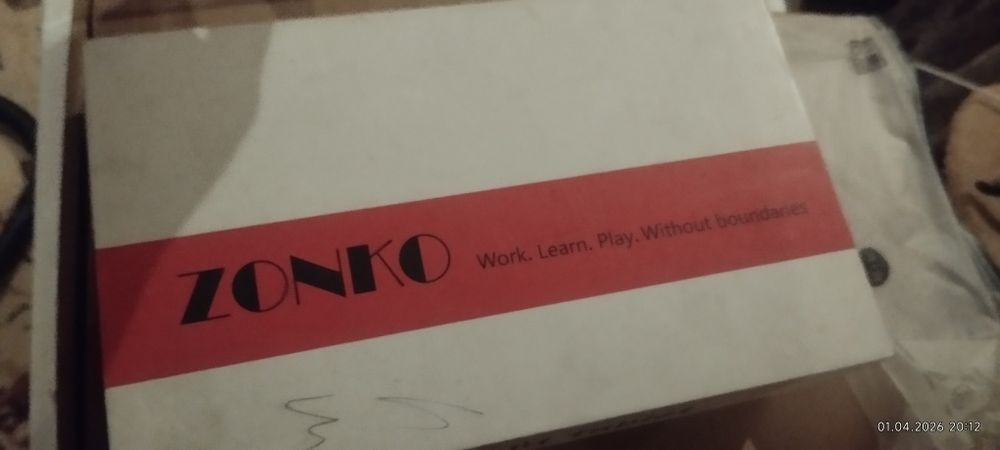 ZONKO Work. Learn. Play. Without boundaries
01.04.2026 20:12